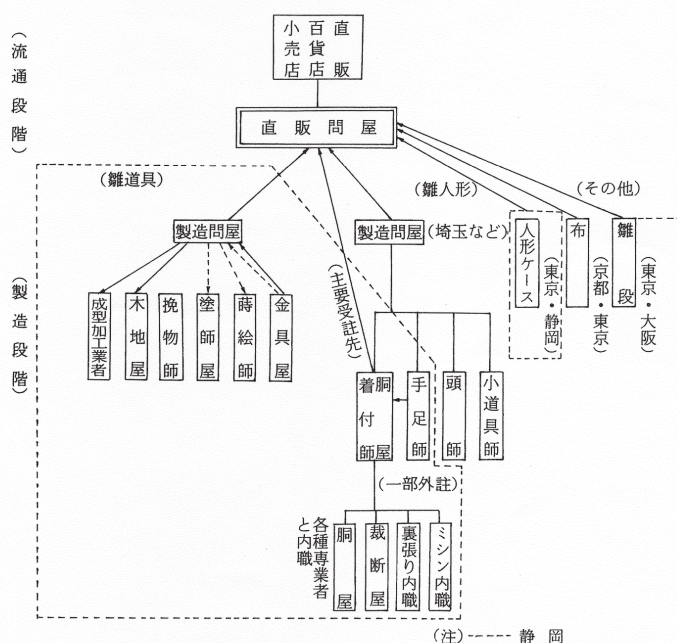 (流通段階)
直販
百貨店
小売店
直販問屋
(雛道具)
(雛人形)
(その他)
製造問屋
製造問屋
(埼玉など)
人形ケース
(東京・静岡)
布
(京都・東京)
雛段
(東京・大阪)
(主要受註先)
(製造段階)
成型加工業者
木地屋
挽物師
塗師屋
蒔絵師
金具屋
胴屋
着付師
手足師
頭師
小道具師
(一部外註)
各種専業者
と内職
胴屋
裁断屋
裏張り内職
ミシン内職
(注)------静岡